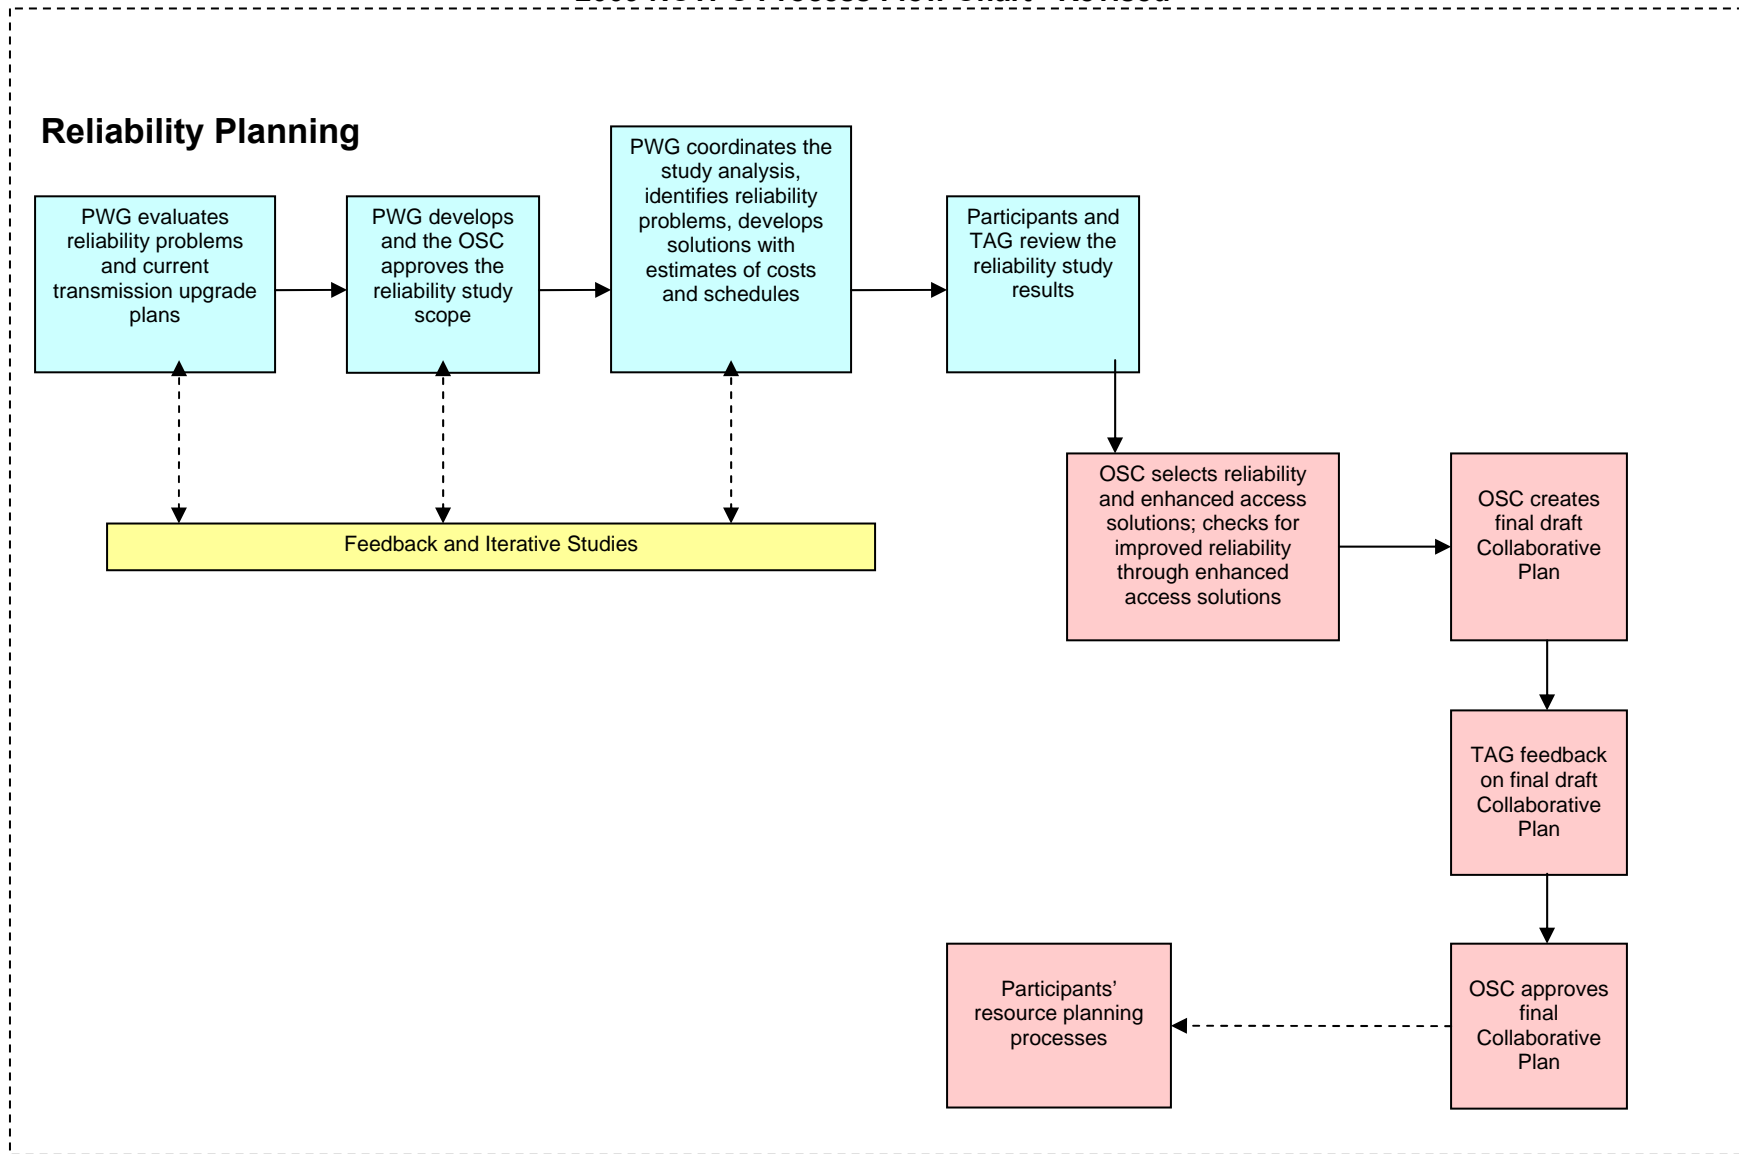 Reliability Planning
PWG evaluates
reliability problems
and current
transmission upgrade
plans
PWG develops
and the OSC
approves the
reliability study
scope
PWG coordinates the
study analysis,
identifies reliability
problems, develops
solutions with
estimates of costs
and schedules
Participants and
TAG review the
reliability study
results
Feedback and Iterative Studies
OSC selects reliability
and enhanced access
solutions; checks for
improved reliability
through enhanced
access solutions
OSC creates
final draft
Collaborative
Plan
TAG feedback
on final draft
Collaborative
Plan
Participants’
resource planning
processes
OSC approves
final
Collaborative
Plan